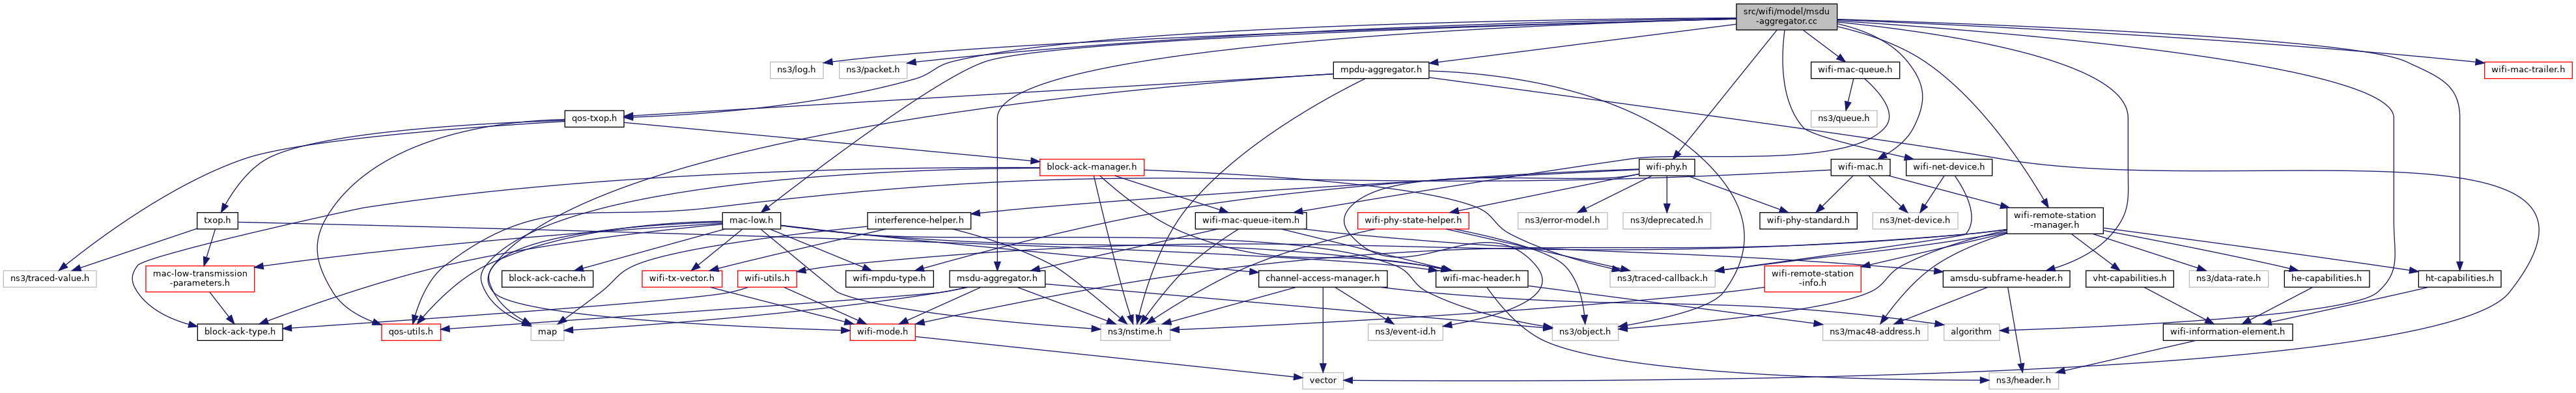 src/wifi/model/msdu
-aggregator.cc
ns3/log.h
ns3/packet.h
mpdu-aggregator.h
wifi-mac-queue.h
wifi-mac-trailer.h
qos-txop.h
ns3/queue.h
block-ack-manager.h
wifi-phy.h
wifi-mac.h
wifi-net-device.h
txop.h
mac-low.h
interference-helper.h
wifi-mac-queue-item.h
wifi-phy-state-helper.h
ns3/error-model.h
ns3/deprecated.h
wifi-phy-standard.h
ns3/net-device.h
wifi-remote-station
-manager.h
ns3/traced-value.h
mac-low-transmission
-parameters.h
block-ack-cache.h
wifi-tx-vector.h
wifi-utils.h
wifi-mpdu-type.h
msdu-aggregator.h
channel-access-manager.h
wifi-mac-header.h
ns3/traced-callback.h
wifi-remote-station
-info.h
amsdu-subframe-header.h
vht-capabilities.h
ns3/data-rate.h
he-capabilities.h
ht-capabilities.h
block-ack-type.h
qos-utils.h
map
wifi-mode.h
ns3/nstime.h
ns3/event-id.h
ns3/object.h
ns3/mac48-address.h
algorithm
wifi-information-element.h
vector
ns3/header.h